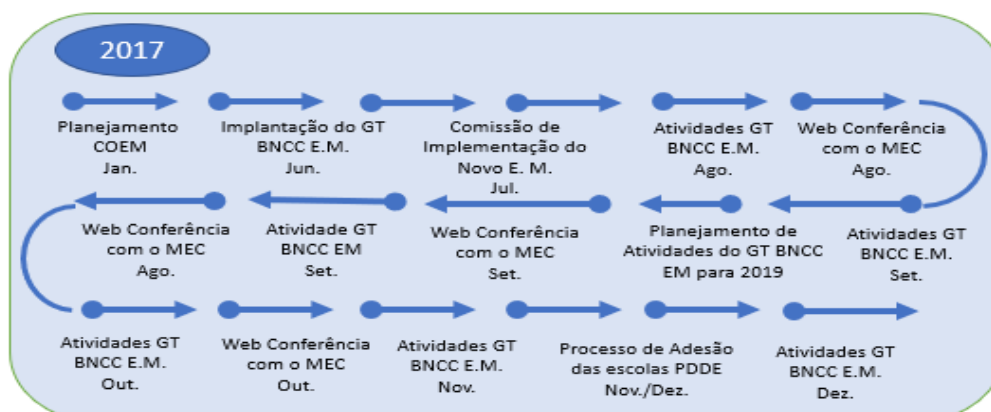 2017
Planejamento
COEM
Jan.
Implantação do GT
BNCC E.M.
Jun.
Comissão de
Implementação do
Novo E. M.
Jul.
Atividades GT
BNCC E.M.
Ago.
Web Conferência
com o MEC
Ago.
Atividades GT
BNCC E.M.
Set.
Planejamento de
Atividades do GT BNCC
EM para 2019
Web Conferência
com o MEC
Set.
Atividade GT
BNCC EM
Set.
Web Conferência
com o MEC
Ago.
Atividades GT
BNCC E.M.
Out.
Web Conferência
com o MEC
Out.
Atividades GT
BNCC E.M.
Nov.
Processo de Adesão
das escolas PDDE
Nov./Dez.
Atividades GT
BNCC E.M.
Dez.